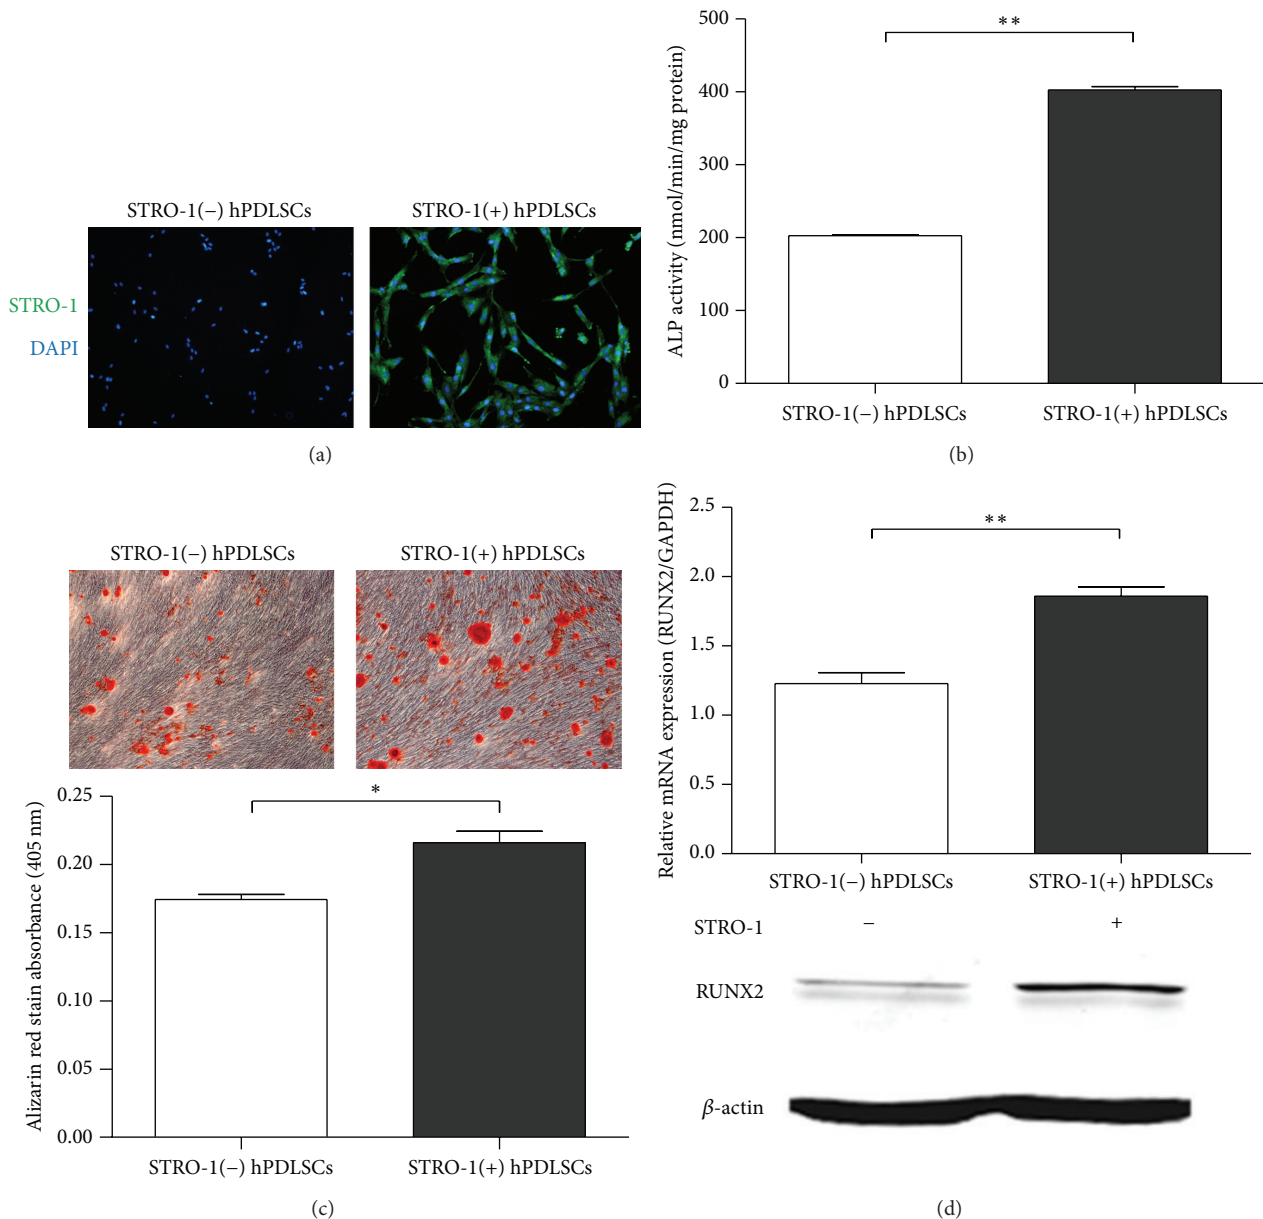 STRO-1(−) hPDLSCs
STRO-1(+) hPDLSCs
STRO-1
DAPI
(a)
500
400
300
200
100
0
ALP activity (nmol/min/mg protein)
**
STRO-1(−) hPDLSCs
STRO-1(+) hPDLSCs
(b)
STRO-1(−) hPDLSCs
STRO-1(+) hPDLSCs
0.25
0.20
0.15
0.10
0.05
0.00
Alizarin red stain absorbance (405 nm)
*
STRO-1(−) hPDLSCs
STRO-1(+) hPDLSCs
(c)
2.5
2.0
1.5
1.0
0.5
0.0
Relative mRNA expression (RUNX2/GAPDH)
**
STRO-1(−) hPDLSCs
STRO-1(+) hPDLSCs
STRO-1 − +
RUNX2
β-actin
(d)